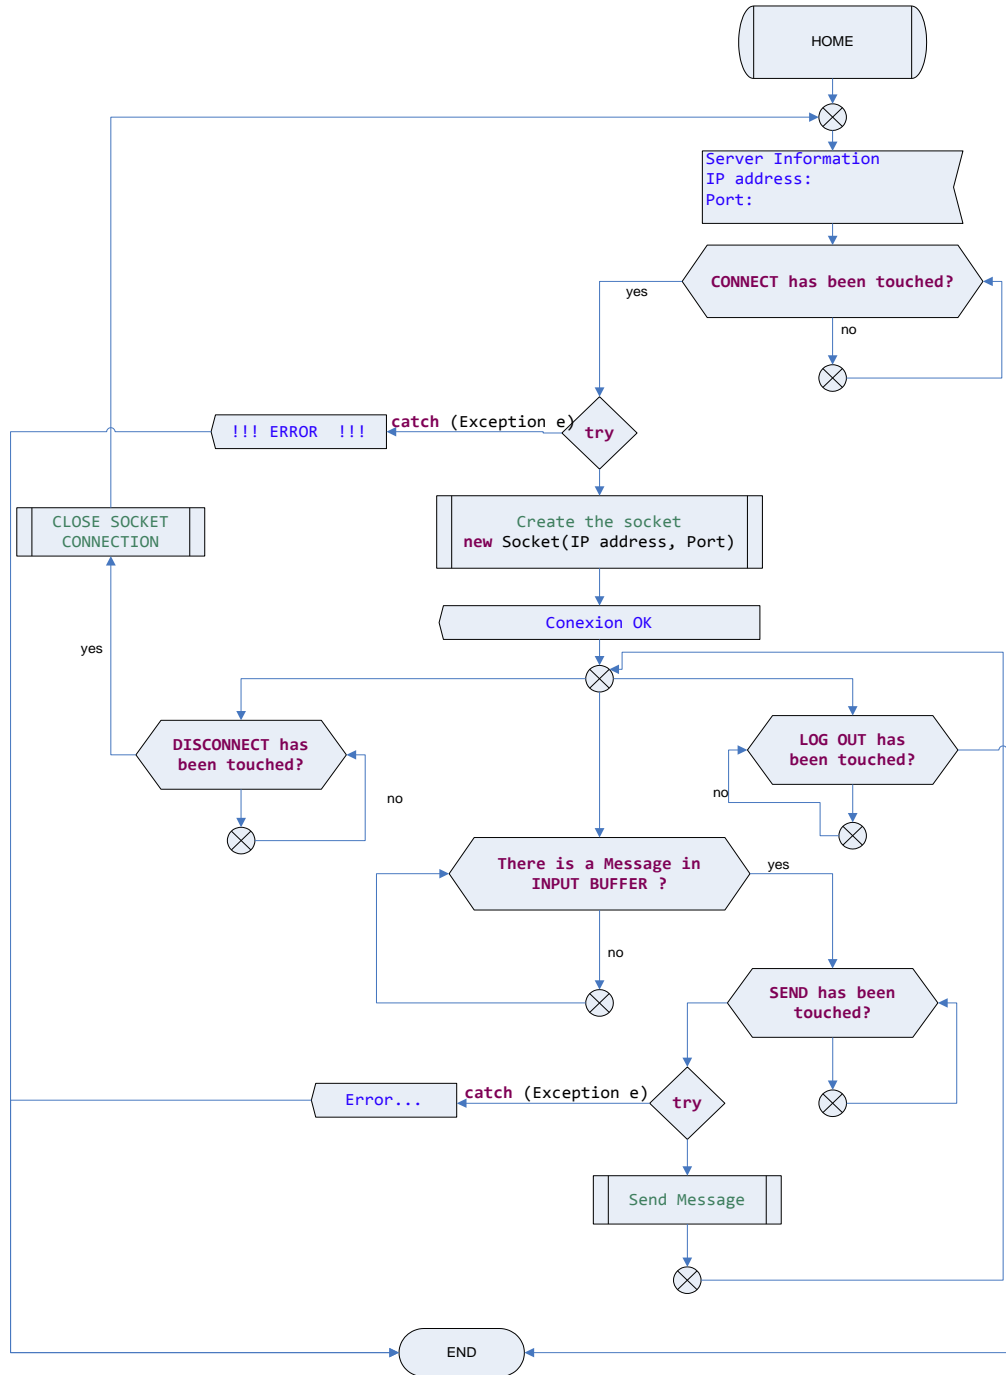 HOME
Server Information
IP address:
Port:
CONNECT has been touched?
yes
no
!!! ERROR  !!!
catch (Exception e)
try
CLOSE SOCKET
CONNECTION
Create the socket
new Socket(IP address, Port)
Conexion OK
yes
DISCONNECT has
been touched?
no
LOG OUT has
been touched?
no
There is a Message in
INPUT BUFFER ?
yes
no
SEND has been
touched?
Error...
catch (Exception e)
try
Send Message
END